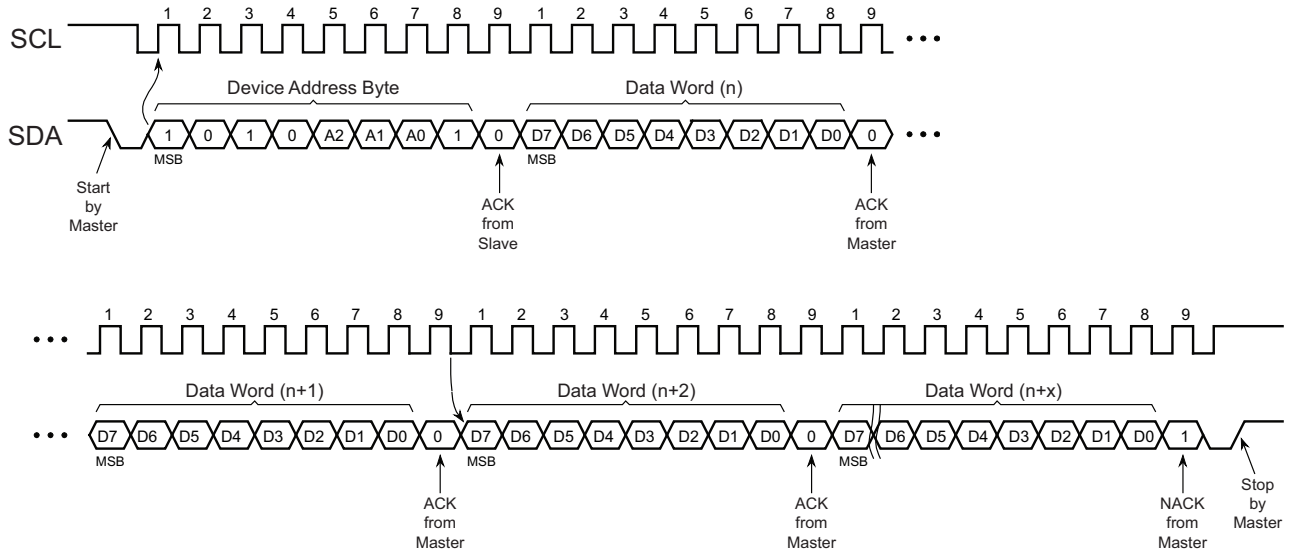 1 2 3 4 5 6 7 8 9 1 2 3 4 5 6 7 8 9
SCL
Device Address Byte Data Word (n)
SDA 1 0 1 0 A2 A1 A0 1 0 D7 D6 D5 D4 D3 D2 D1 D0 0
MSB MSB
Start
by
Master
ACK
from
Slave
ACK
from
Master
1 2 3 4 5 6 7 8 9 1 2 3 4 5 6 7 8 9 1 2 3 4 5 6 7 8 9
Data Word (n+1) Data Word (n+2) Data Word (n+x)
D7 D6 D5 D4 D3 D2 D1 D0 0 D7 D6 D5 D4 D3 D2 D1 D0 0 D7 D6 D5 D4 D3 D2 D1 D0 1
MSB MSB MSB
ACK
from
Master
ACK
from
Master
NACK
from
Master
Stop
by
Master